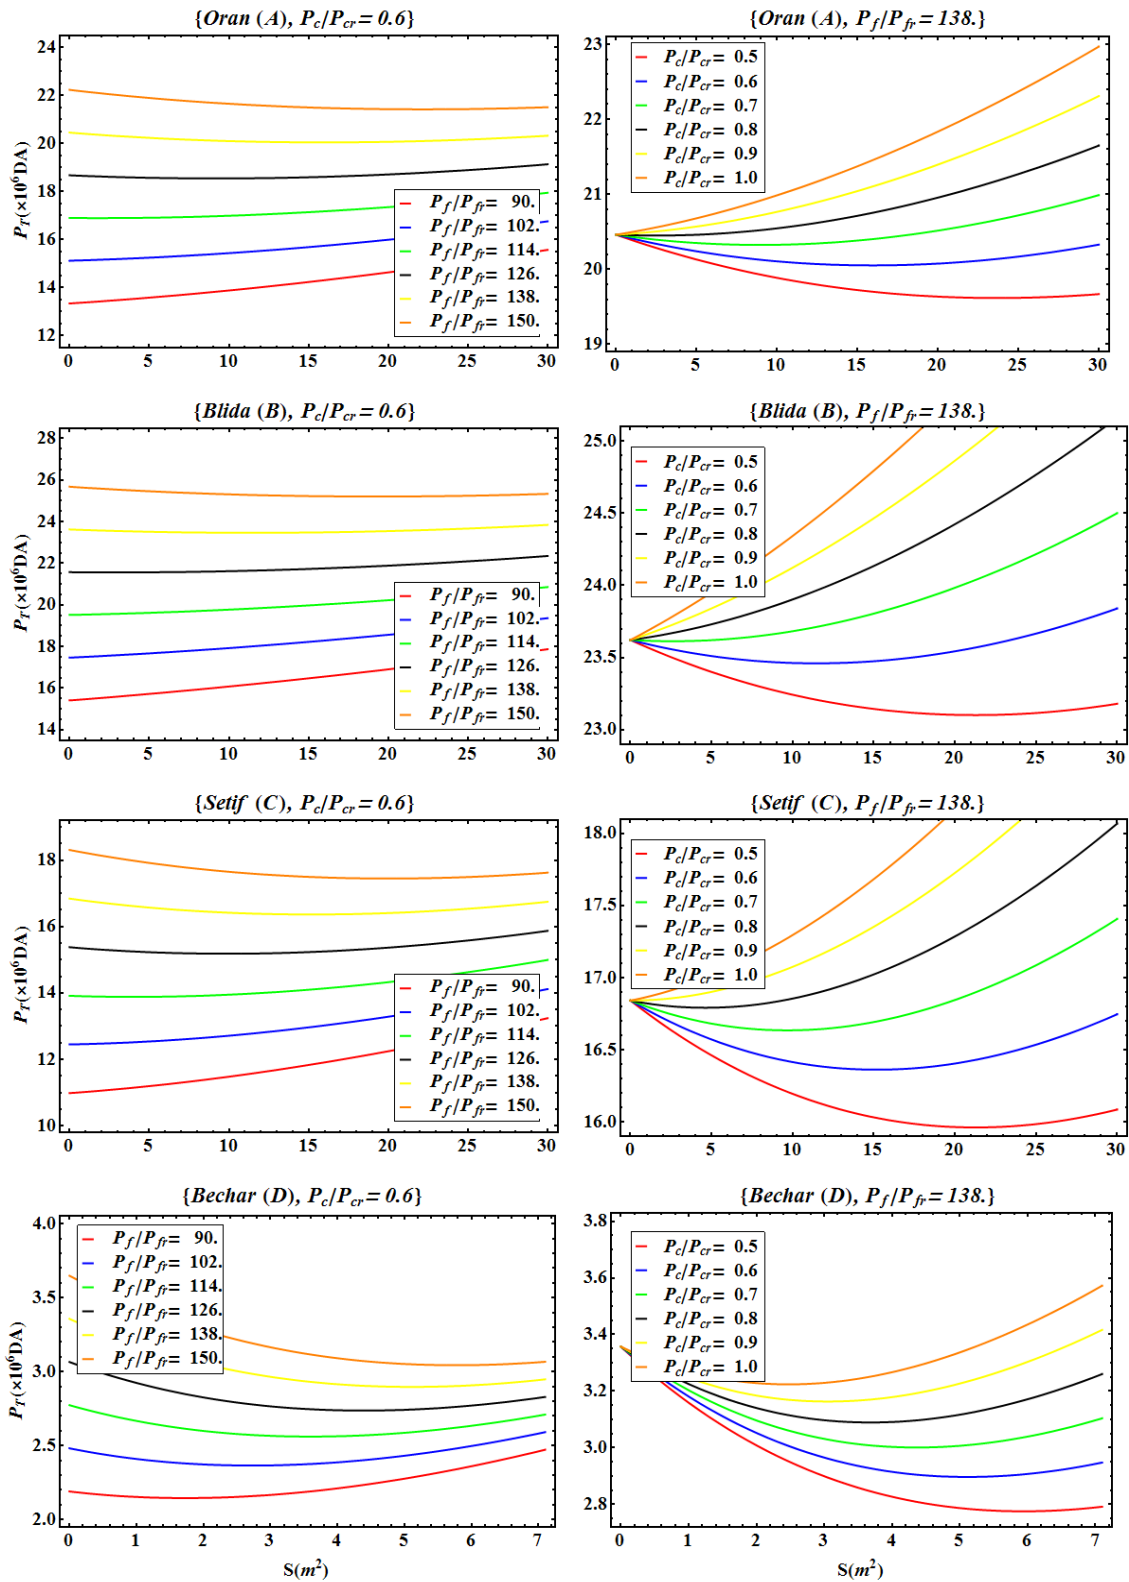 {Oran (A), Pc/Pcr = 0.6}
24
22
20
18
16
14
12
PT(×10^6DA)
Pf/Pfr = 90.
Pf/Pfr = 102.
Pf/Pfr = 114.
Pf/Pfr = 126.
Pf/Pfr = 138.
Pf/Pfr = 150.
0 5 10 15 20 25 30
{Oran (A), Pf/Pfr = 138.}
23
22
21
20
19
Pc/Pcr = 0.5
Pc/Pcr = 0.6
Pc/Pcr = 0.7
Pc/Pcr = 0.8
Pc/Pcr = 0.9
Pc/Pcr = 1.0
0 5 10 15 20 25 30
{Blida (B), Pc/Pcr = 0.6}
28
26
24
22
20
18
16
14
PT(×10^6DA)
Pf/Pfr = 90.
Pf/Pfr = 102.
Pf/Pfr = 114.
Pf/Pfr = 126.
Pf/Pfr = 138.
Pf/Pfr = 150.
0 5 10 15 20 25 30
{Blida (B), Pf/Pfr = 138.}
25.0
24.5
24.0
23.5
23.0
Pc/Pcr = 0.5
Pc/Pcr = 0.6
Pc/Pcr = 0.7
Pc/Pcr = 0.8
Pc/Pcr = 0.9
Pc/Pcr = 1.0
0 5 10 15 20 25 30
{Setif (C), Pc/Pcr = 0.6}
18
16
14
12
10
PT(×10^6DA)
Pf/Pfr = 90.
Pf/Pfr = 102.
Pf/Pfr = 114.
Pf/Pfr = 126.
Pf/Pfr = 138.
Pf/Pfr = 150.
0 5 10 15 20 25 30
{Setif (C), Pf/Pfr = 138.}
18.0
17.5
17.0
16.5
16.0
Pc/Pcr = 0.5
Pc/Pcr = 0.6
Pc/Pcr = 0.7
Pc/Pcr = 0.8
Pc/Pcr = 0.9
Pc/Pcr = 1.0
0 5 10 15 20 25 30
{Bechar (D), Pc/Pcr = 0.6}
4.0
3.5
3.0
2.5
2.0
PT(×10^6DA)
Pf/Pfr = 90.
Pf/Pfr = 102.
Pf/Pfr = 114.
Pf/Pfr = 126.
Pf/Pfr = 138.
Pf/Pfr = 150.
0 1 2 3 4 5 6 7
S(m^2)
{Bechar (D), Pf/Pfr = 138.}
3.8
3.6
3.4
3.2
3.0
2.8
Pc/Pcr = 0.5
Pc/Pcr = 0.6
Pc/Pcr = 0.7
Pc/Pcr = 0.8
Pc/Pcr = 0.9
Pc/Pcr = 1.0
0 1 2 3 4 5 6 7
S(m^2)